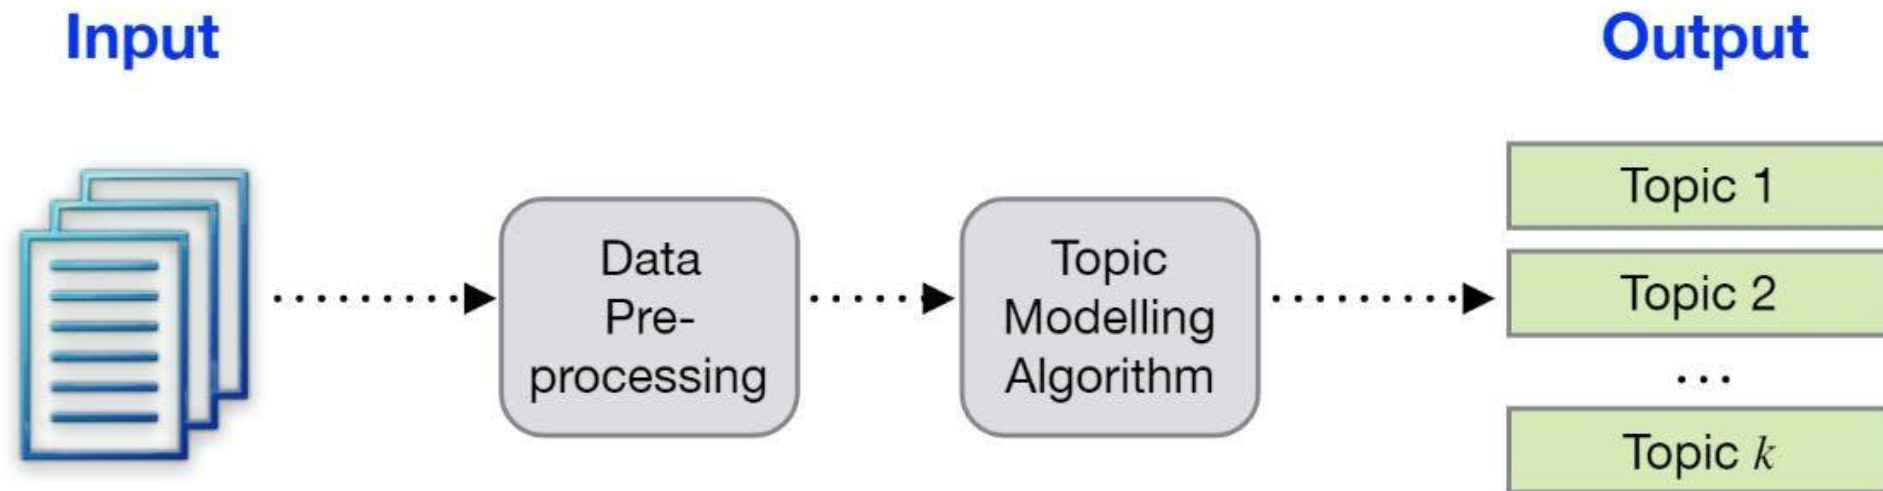 Input
Output
Data
Pre-
processing
Topic
Modelling
Algorithm
Topic 1
Topic 2
...
Topic k